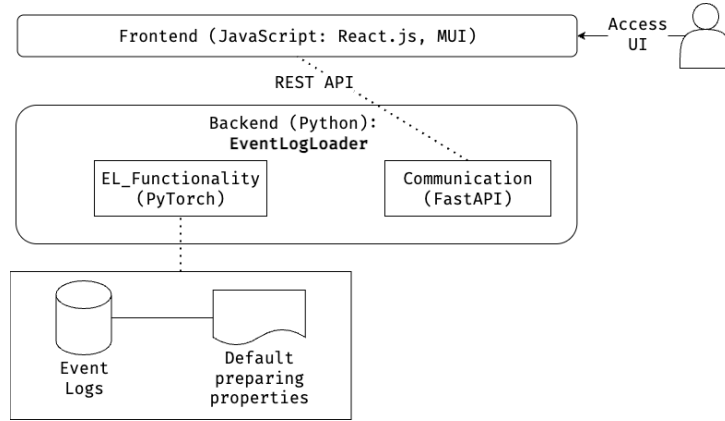 Frontend (JavaScript: React.js, MUI)
Access
UI
REST API
Backend (Python):
EventLogLoader
EL_Functionality
(PyTorch)
Communication
(FastAPI)
Event
Logs
Default
preparing
properties